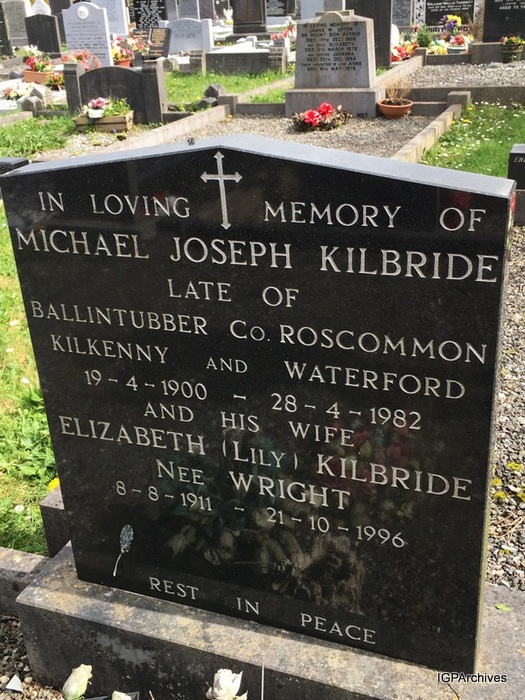 IN LOVING MEMORY OF
MICHAEL JOSEPH KILBRIDE
LATE OF
BALLINTUBBER Co. ROSCOMMON
KILKENNY AND WATERFORD
19-4-1900 - 28-4-1982
AND HIS WIFE
ELIZABETH (LILY) KILBRIDE
NEE WRIGHT
8-8-1911 - 21-10-1996
REST IN PEACE
IGPArchives